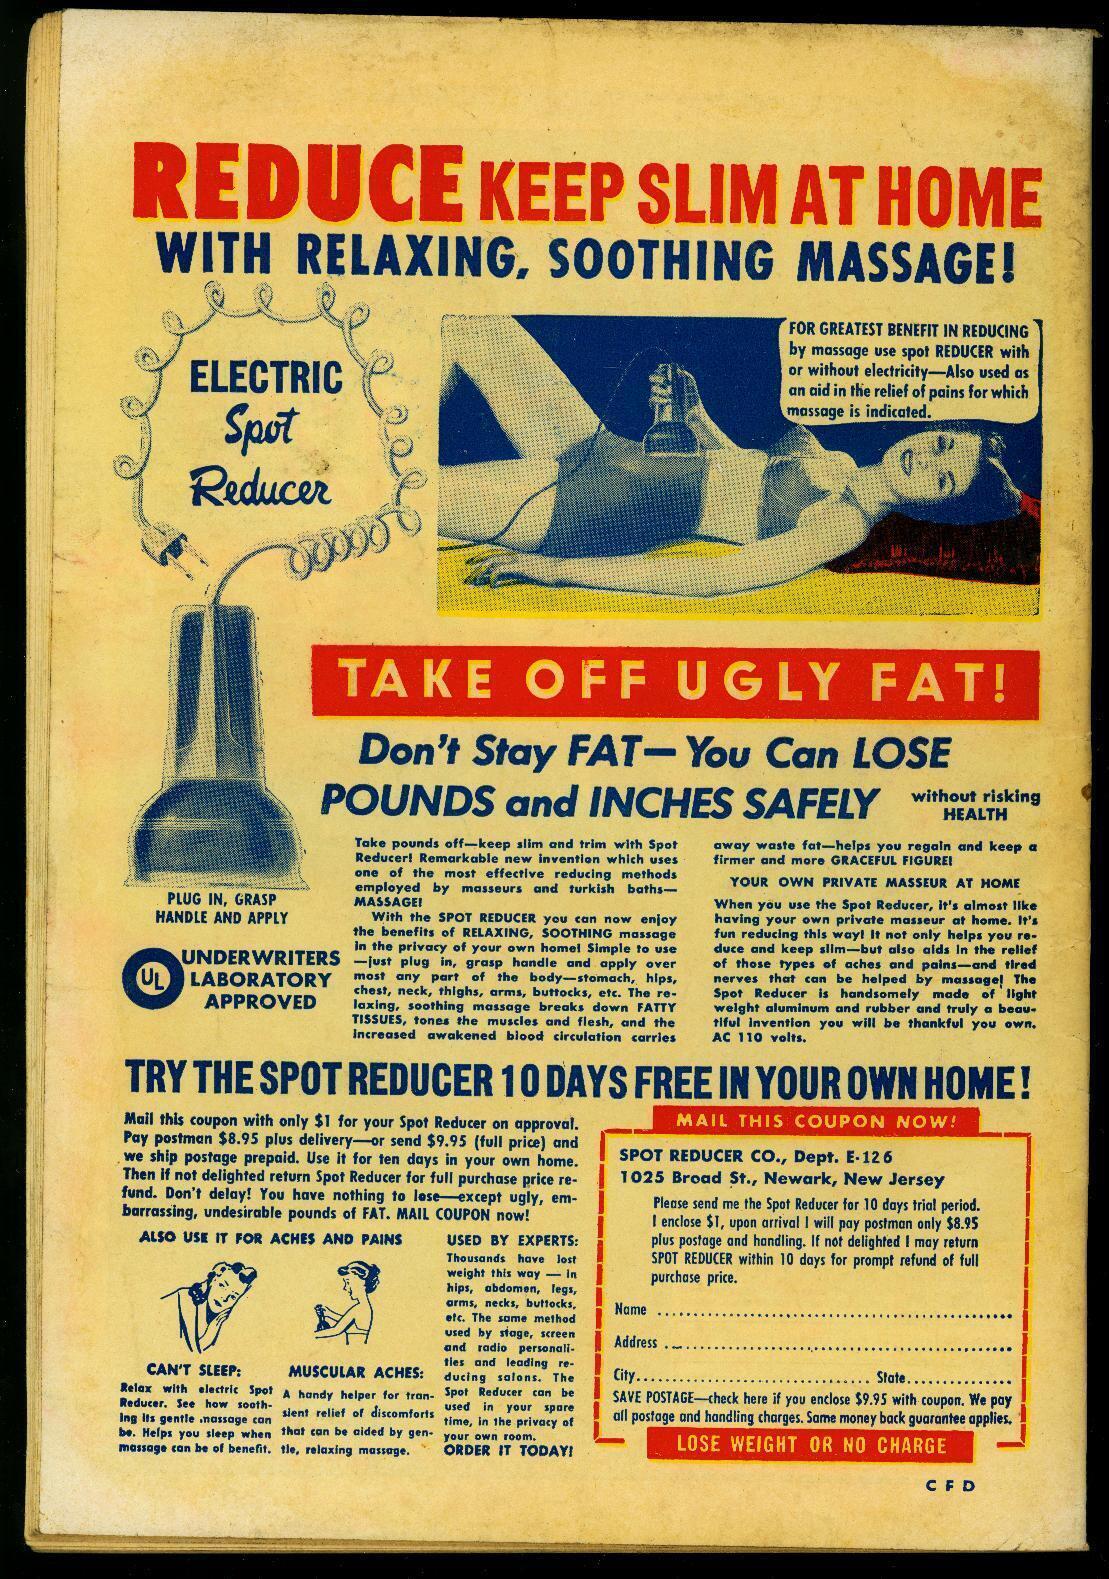 REDUCE KEEP SLIM AT HOME
WITH RELAXING, SOOTHING MASSAGE!
ELECTRIC
Spot
Reducer
FOR GREATEST BENEFIT IN REDUCING
by massage use spot REDUCER with
or without electricity—Also used as
an aid in the relief of pains for which
massage is indicated.
TAKE OFF UGLY FAT!
Don't Stay FAT—You Can LOSE
POUNDS and INCHES SAFELY without risking
HEALTH
PLUG IN, GRASP
HANDLE AND APPLY
UL
UNDERWRITERS
LABORATORY
APPROVED
Take pounds off—keep slim and trim with Spot
Reducer! Remarkable new invention which uses
one of the most effective reducing methods
employed by masseurs and turkish baths—
MASSAGE!
With the SPOT REDUCER you can now enjoy
the benefits of RELAXING, SOOTHING massage
in the privacy of your own home! Simple to use
—just plug in, grasp handle and apply over
most any part of the body—stomach, hips,
chest, neck, thighs, arms, buttocks, etc. The re-
laxing, soothing massage breaks down FATTY
TISSUES, tones the muscles and flesh, and the
increased awakened blood circulation carries
away waste fat—helps you regain and keep a
firmer and more GRACEFUL FIGURE!
YOUR OWN PRIVATE MASSEUR AT HOME
When you use the Spot Reducer, it's almost like
having your own private masseur at home. It's
fun reducing this way! It not only helps you re-
duce and keep slim—but also aids in the relief
of those types of aches and pains—and tired
nerves that can be helped by massage! The
Spot Reducer is handsomely made of light
weight aluminum and rubber and truly a beau-
tiful invention you will be thankful you own.
AC 110 volts.
TRY THE SPOT REDUCER 10 DAYS FREE IN YOUR OWN HOME!
Mail this coupon with only $1 for your Spot Reducer on approval.
Pay postman $8.95 plus delivery—or send $9.95 (full price) and
we ship postage prepaid. Use it for ten days in your own home.
Then if not delighted return Spot Reducer for full purchase price re-
fund. Don't delay! You have nothing to lose—except ugly, em-
barrassing, undesirable pounds of FAT. MAIL COUPON now!
ALSO USE IT FOR ACHES AND PAINS
CAN'T SLEEP:
Relax with electric Spot
Reducer. See how sooth-
ing its gentle massage can
be. Helps you sleep when
massage can be of benefit.
MUSCULAR ACHES:
A handy helper for tran-
sient relief of discomforts
that can be aided by gen-
tle, relaxing massage.
USED BY EXPERTS:
Thousands have lost
weight this way — in
hips, abdomen, legs,
arms, necks, buttocks,
etc. The same method
used by stage, screen
and radio personali-
ties and leading re-
ducing salons. The
Spot Reducer can be
used in your spare
time, in the privacy of
your own room.
ORDER IT TODAY!
MAIL THIS COUPON NOW!
SPOT REDUCER CO., Dept. E-126
1025 Broad St., Newark, New Jersey
Please send me the Spot Reducer for 10 days trial period.
I enclose $1, upon arrival I will pay postman only $8.95
plus postage and handling. If not delighted I may return
SPOT REDUCER within 10 days for prompt refund of full
purchase price.
Name
Address
City State
SAVE POSTAGE—check here if you enclose $9.95 with coupon. We pay
all postage and handling charges. Same money back guarantee applies.
LOSE WEIGHT OR NO CHARGE
C F D